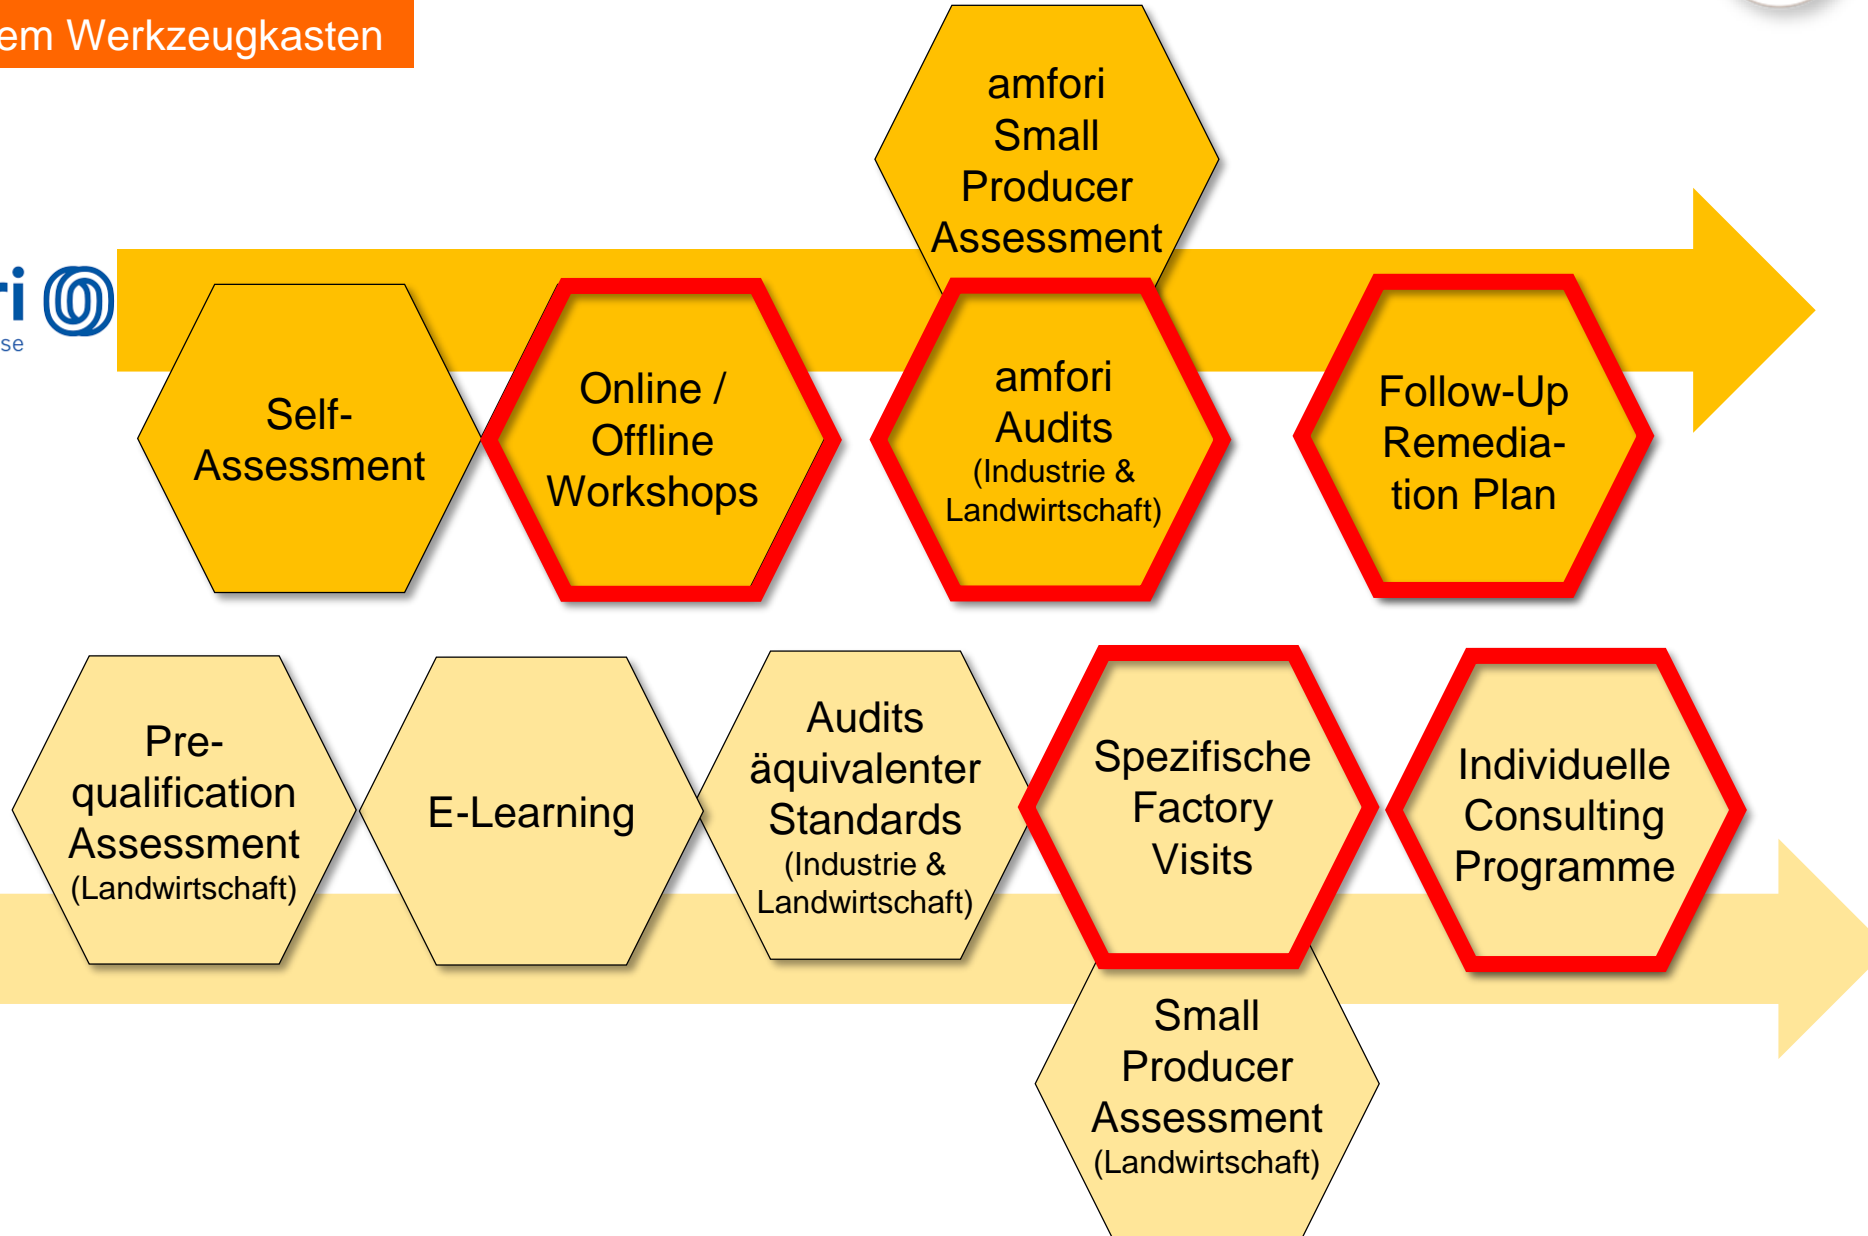 em Werkzeugkasten
amfori
Small
Producer
Assessment
ri
se
Self-
Assessment
Online /
Offline
Workshops
amfori
Audits
(Industrie &
Landwirtschaft)
Follow-Up
Remedia-
tion Plan
Pre-
qualification
Assessment
(Landwirtschaft)
E-Learning
Audits
äquivalenter
Standards
(Industrie &
Landwirtschaft)
Spezifische
Factory
Visits
Individuelle
Consulting
Programme
Small
Producer
Assessment
(Landwirtschaft)